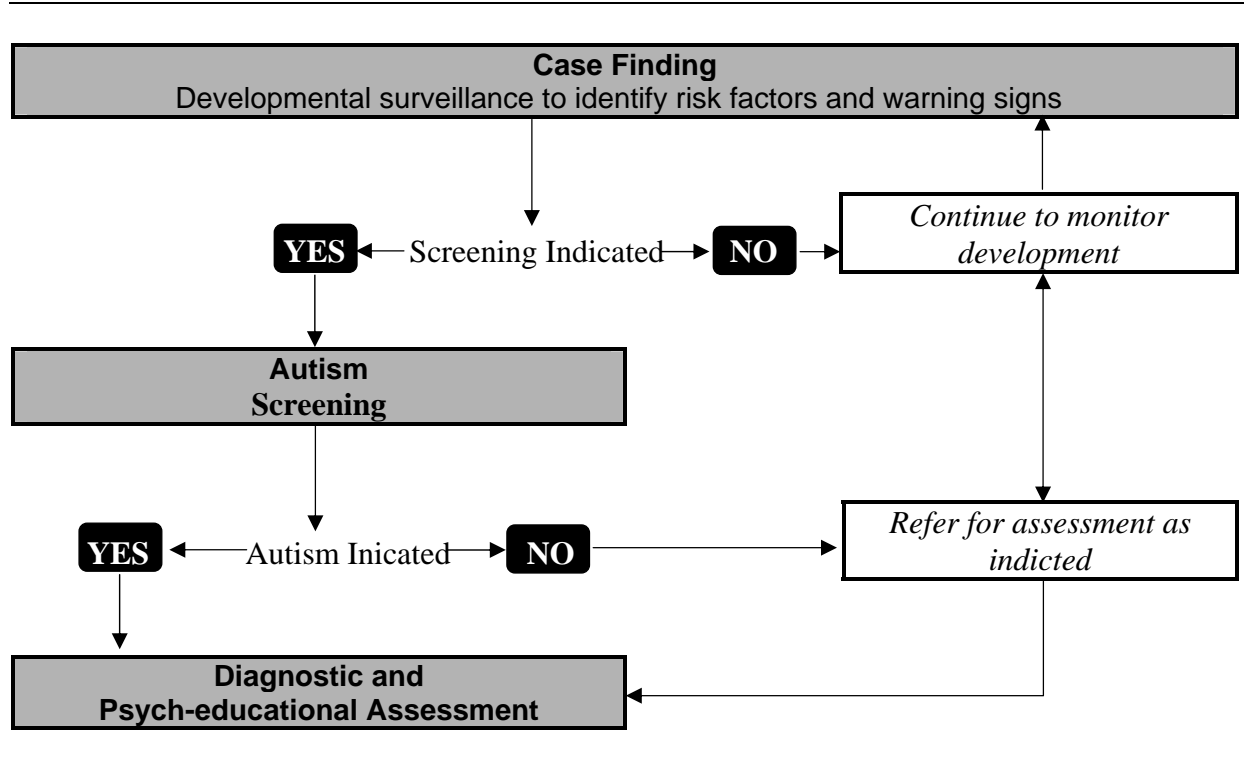 Case Finding
Developmental surveillance to identify risk factors and warning signs
Continue to monitor
development
YES
Screening Indicated
NO
Autism
Screening
Refer for assessment as
indicted
YES
Autism Inicated
NO
Diagnostic and
Psych-educational Assessment